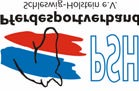 Schleswig-Holstein e.V.
Pferdesportverband
PSH